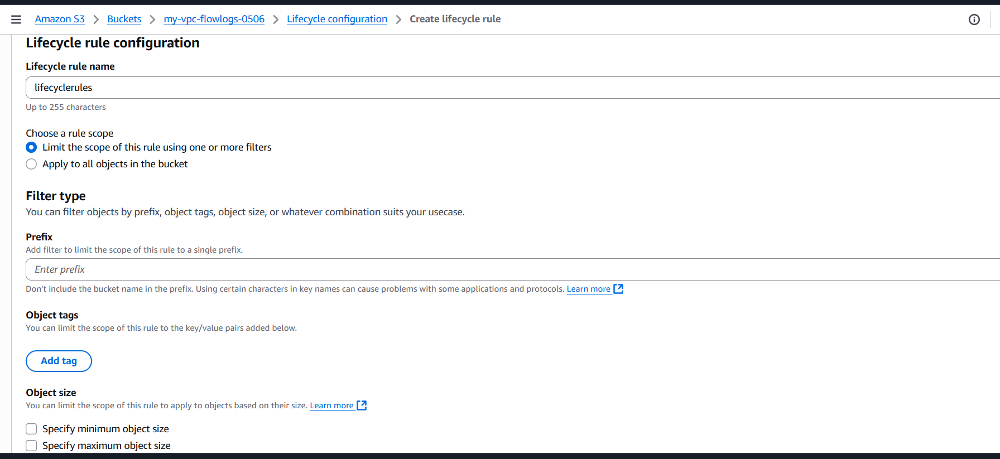 Amazon S3 > Buckets > my-vpc-flowlogs-0506 > Lifecycle configuration > Create lifecycle rule
Lifecycle rule configuration
Lifecycle rule name
lifecyclerules
Up to 255 characters
Choose a rule scope
Limit the scope of this rule using one or more filters
Apply to all objects in the bucket
Filter type
You can filter objects by prefix, object tags, object size, or whatever combination suits your usecase.
Prefix
Add filter to limit the scope of this rule to a single prefix.
Enter prefix
Don't include the bucket name in the prefix. Using certain characters in key names can cause problems with some applications and protocols. Learn more
Object tags
You can limit the scope of this rule to the key/value pairs added below.
Add tag
Object size
You can limit the scope of this rule to apply to objects based on their size. Learn more
Specify minimum object size
Specify maximum object size